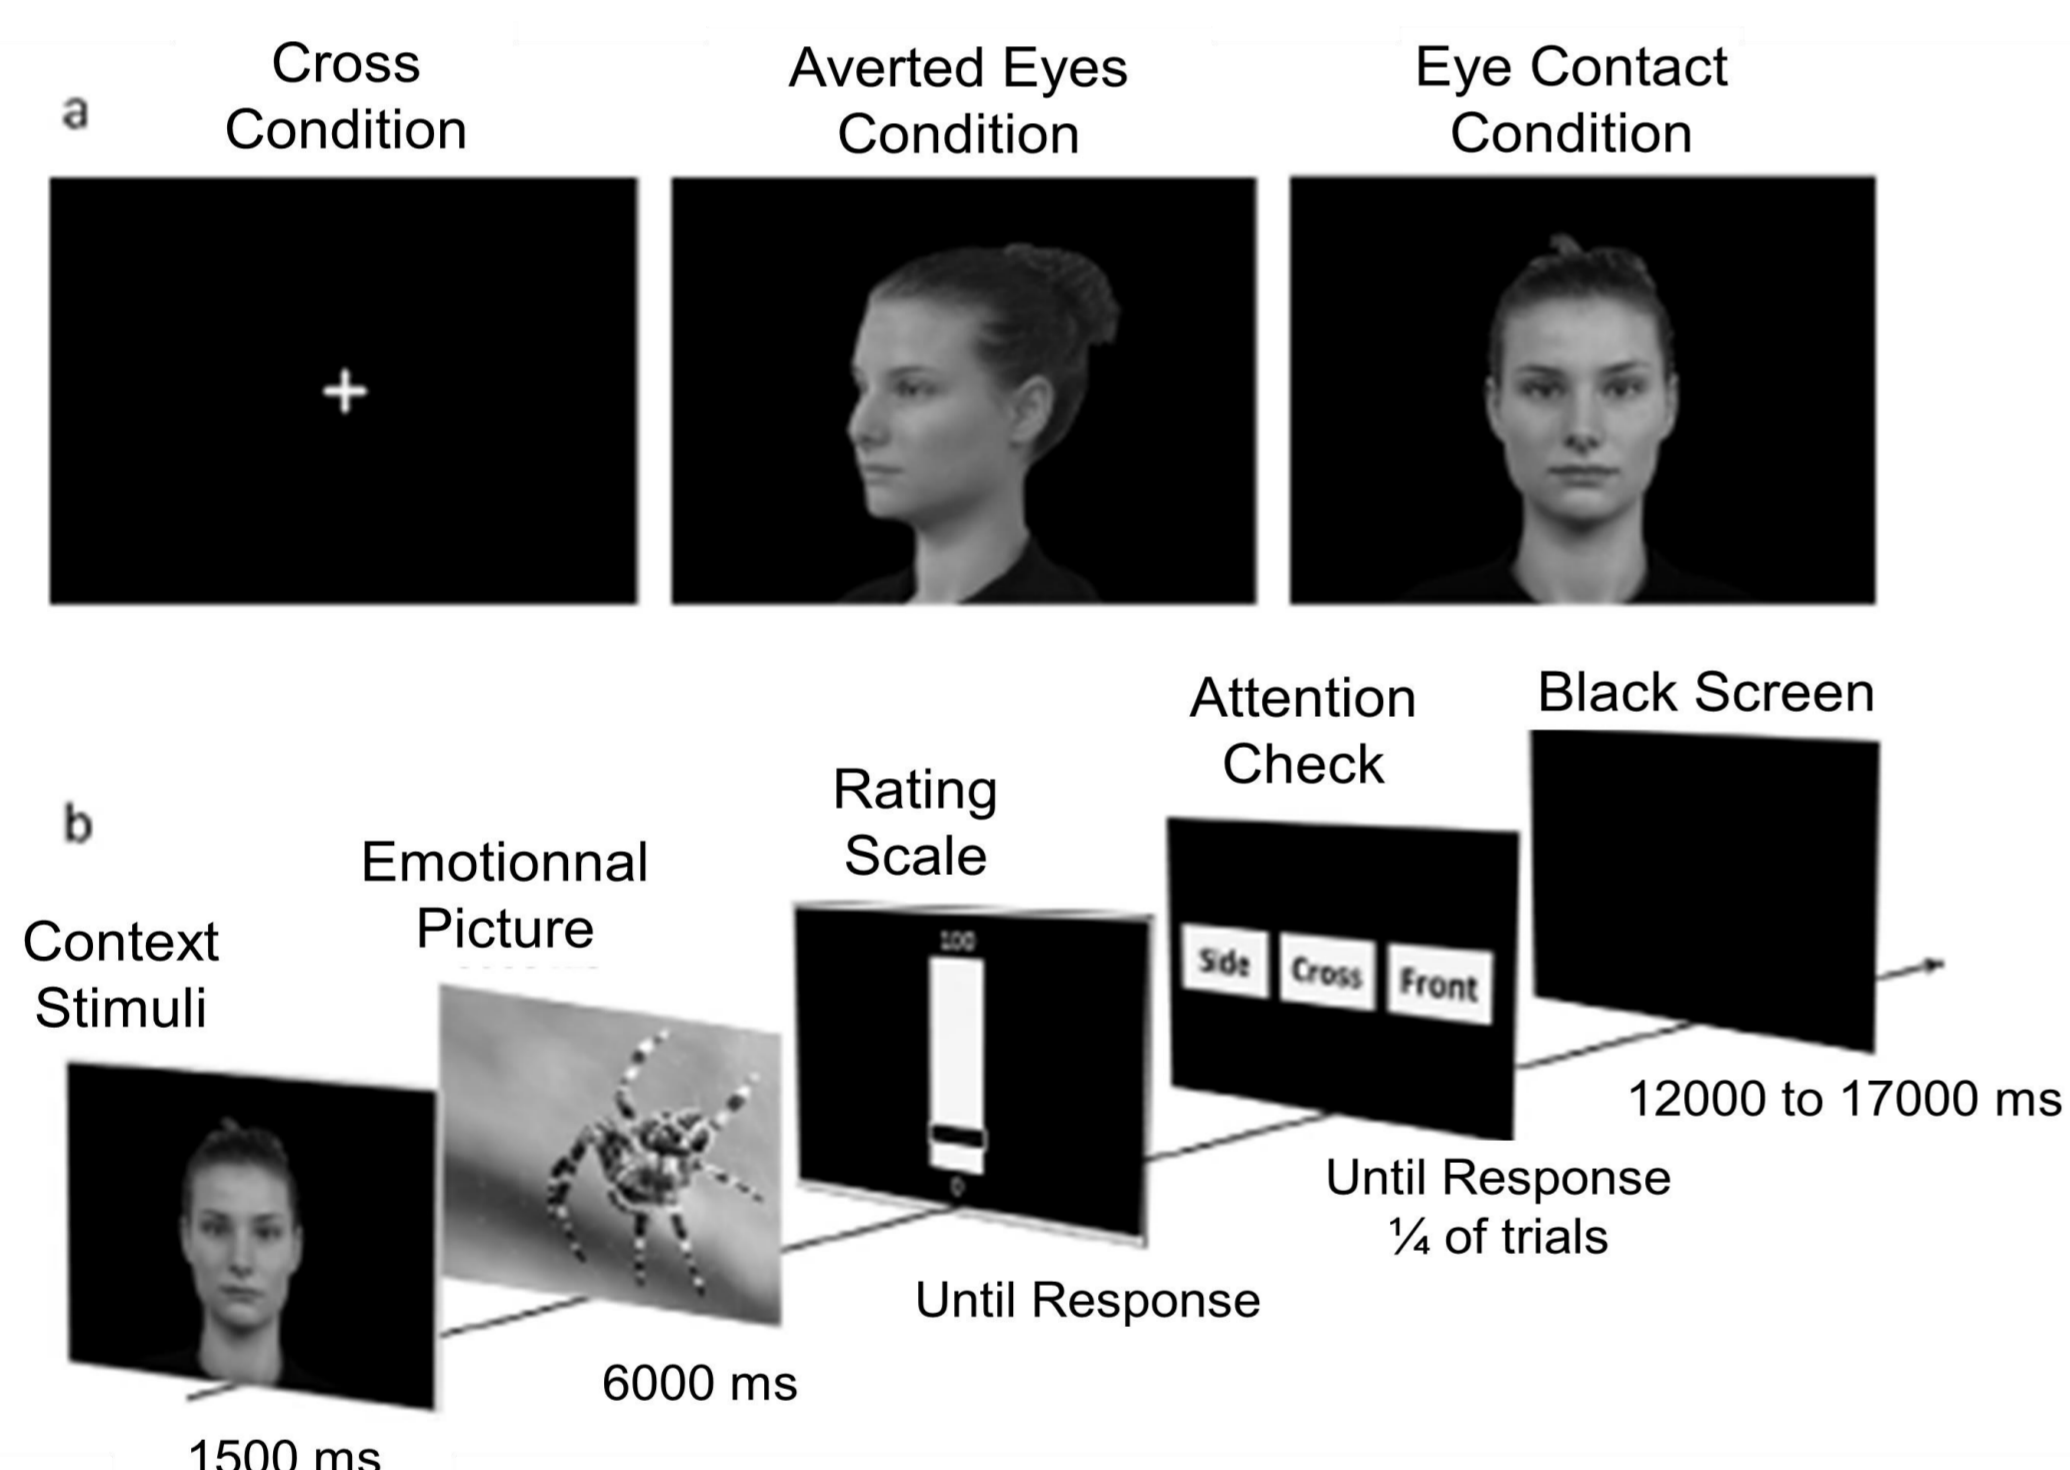 a
Cross
Condition
Averted Eyes
Condition
Eye Contact
Condition
b
Context
Stimuli
1500 ms
Emotionnal
Picture
6000 ms
Rating
Scale
100
0
Until Response
Attention
Check
Side
Cross
Front
Until Response
¼ of trials
Black Screen
12000 to 17000 ms